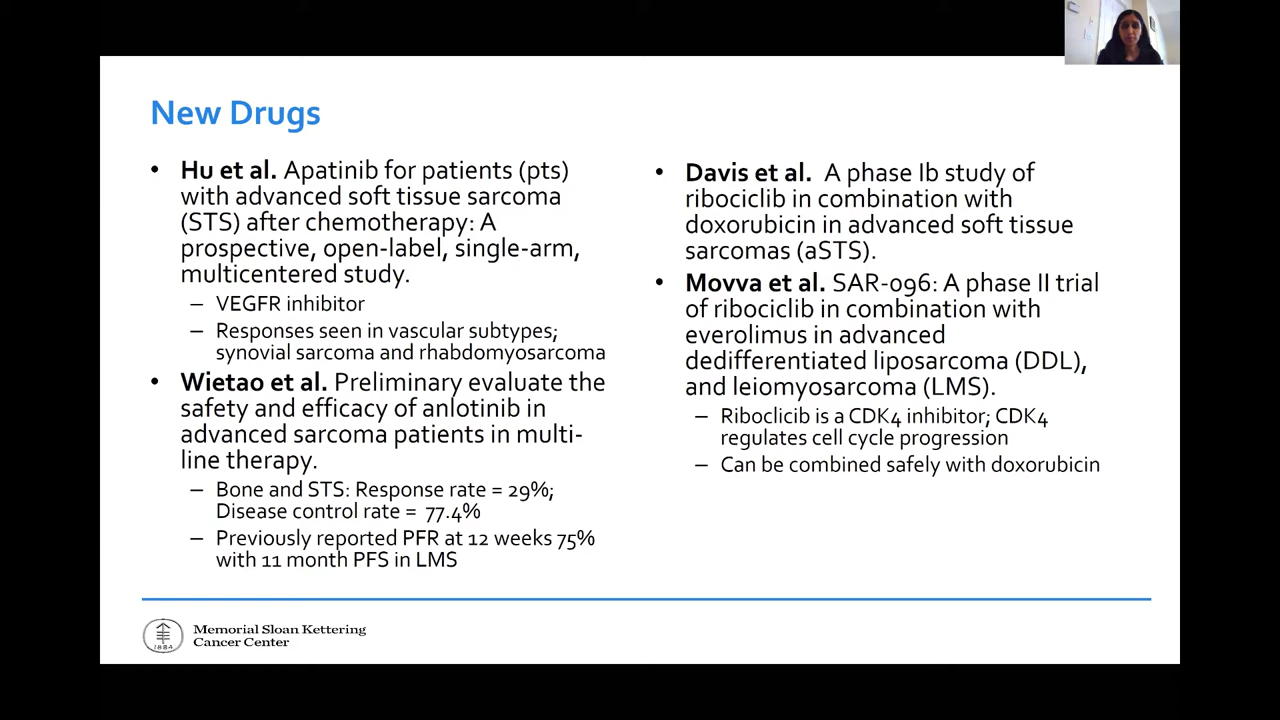 New Drugs
• Hu et al. Apatinib for patients (pts)
with advanced soft tissue sarcoma
(STS) after chemotherapy: A
prospective, open-label, single-arm,
multicentered study.
– VEGFR inhibitor
– Responses seen in vascular subtypes;
synovial sarcoma and rhabdomyosarcoma
• Wietao et al. Preliminary evaluate the
safety and efficacy of anlotinib in
advanced sarcoma patients in multi-
line therapy.
– Bone and STS: Response rate = 29%;
Disease control rate = 77.4%
– Previously reported PFR at 12 weeks 75%
with 11 month PFS in LMS
• Davis et al. A phase Ib study of
ribociclib in combination with
doxorubicin in advanced soft tissue
sarcomas (aSTS).
• Movva et al. SAR-096: A phase II trial
of ribociclib in combination with
everolimus in advanced
dedifferentiated liposarcoma (DDL),
and leiomyosarcoma (LMS).
– Riboclicib is a CDK4 inhibitor; CDK4
regulates cell cycle progression
– Can be combined safely with doxorubicin
1884
Memorial Sloan Kettering
Cancer Center